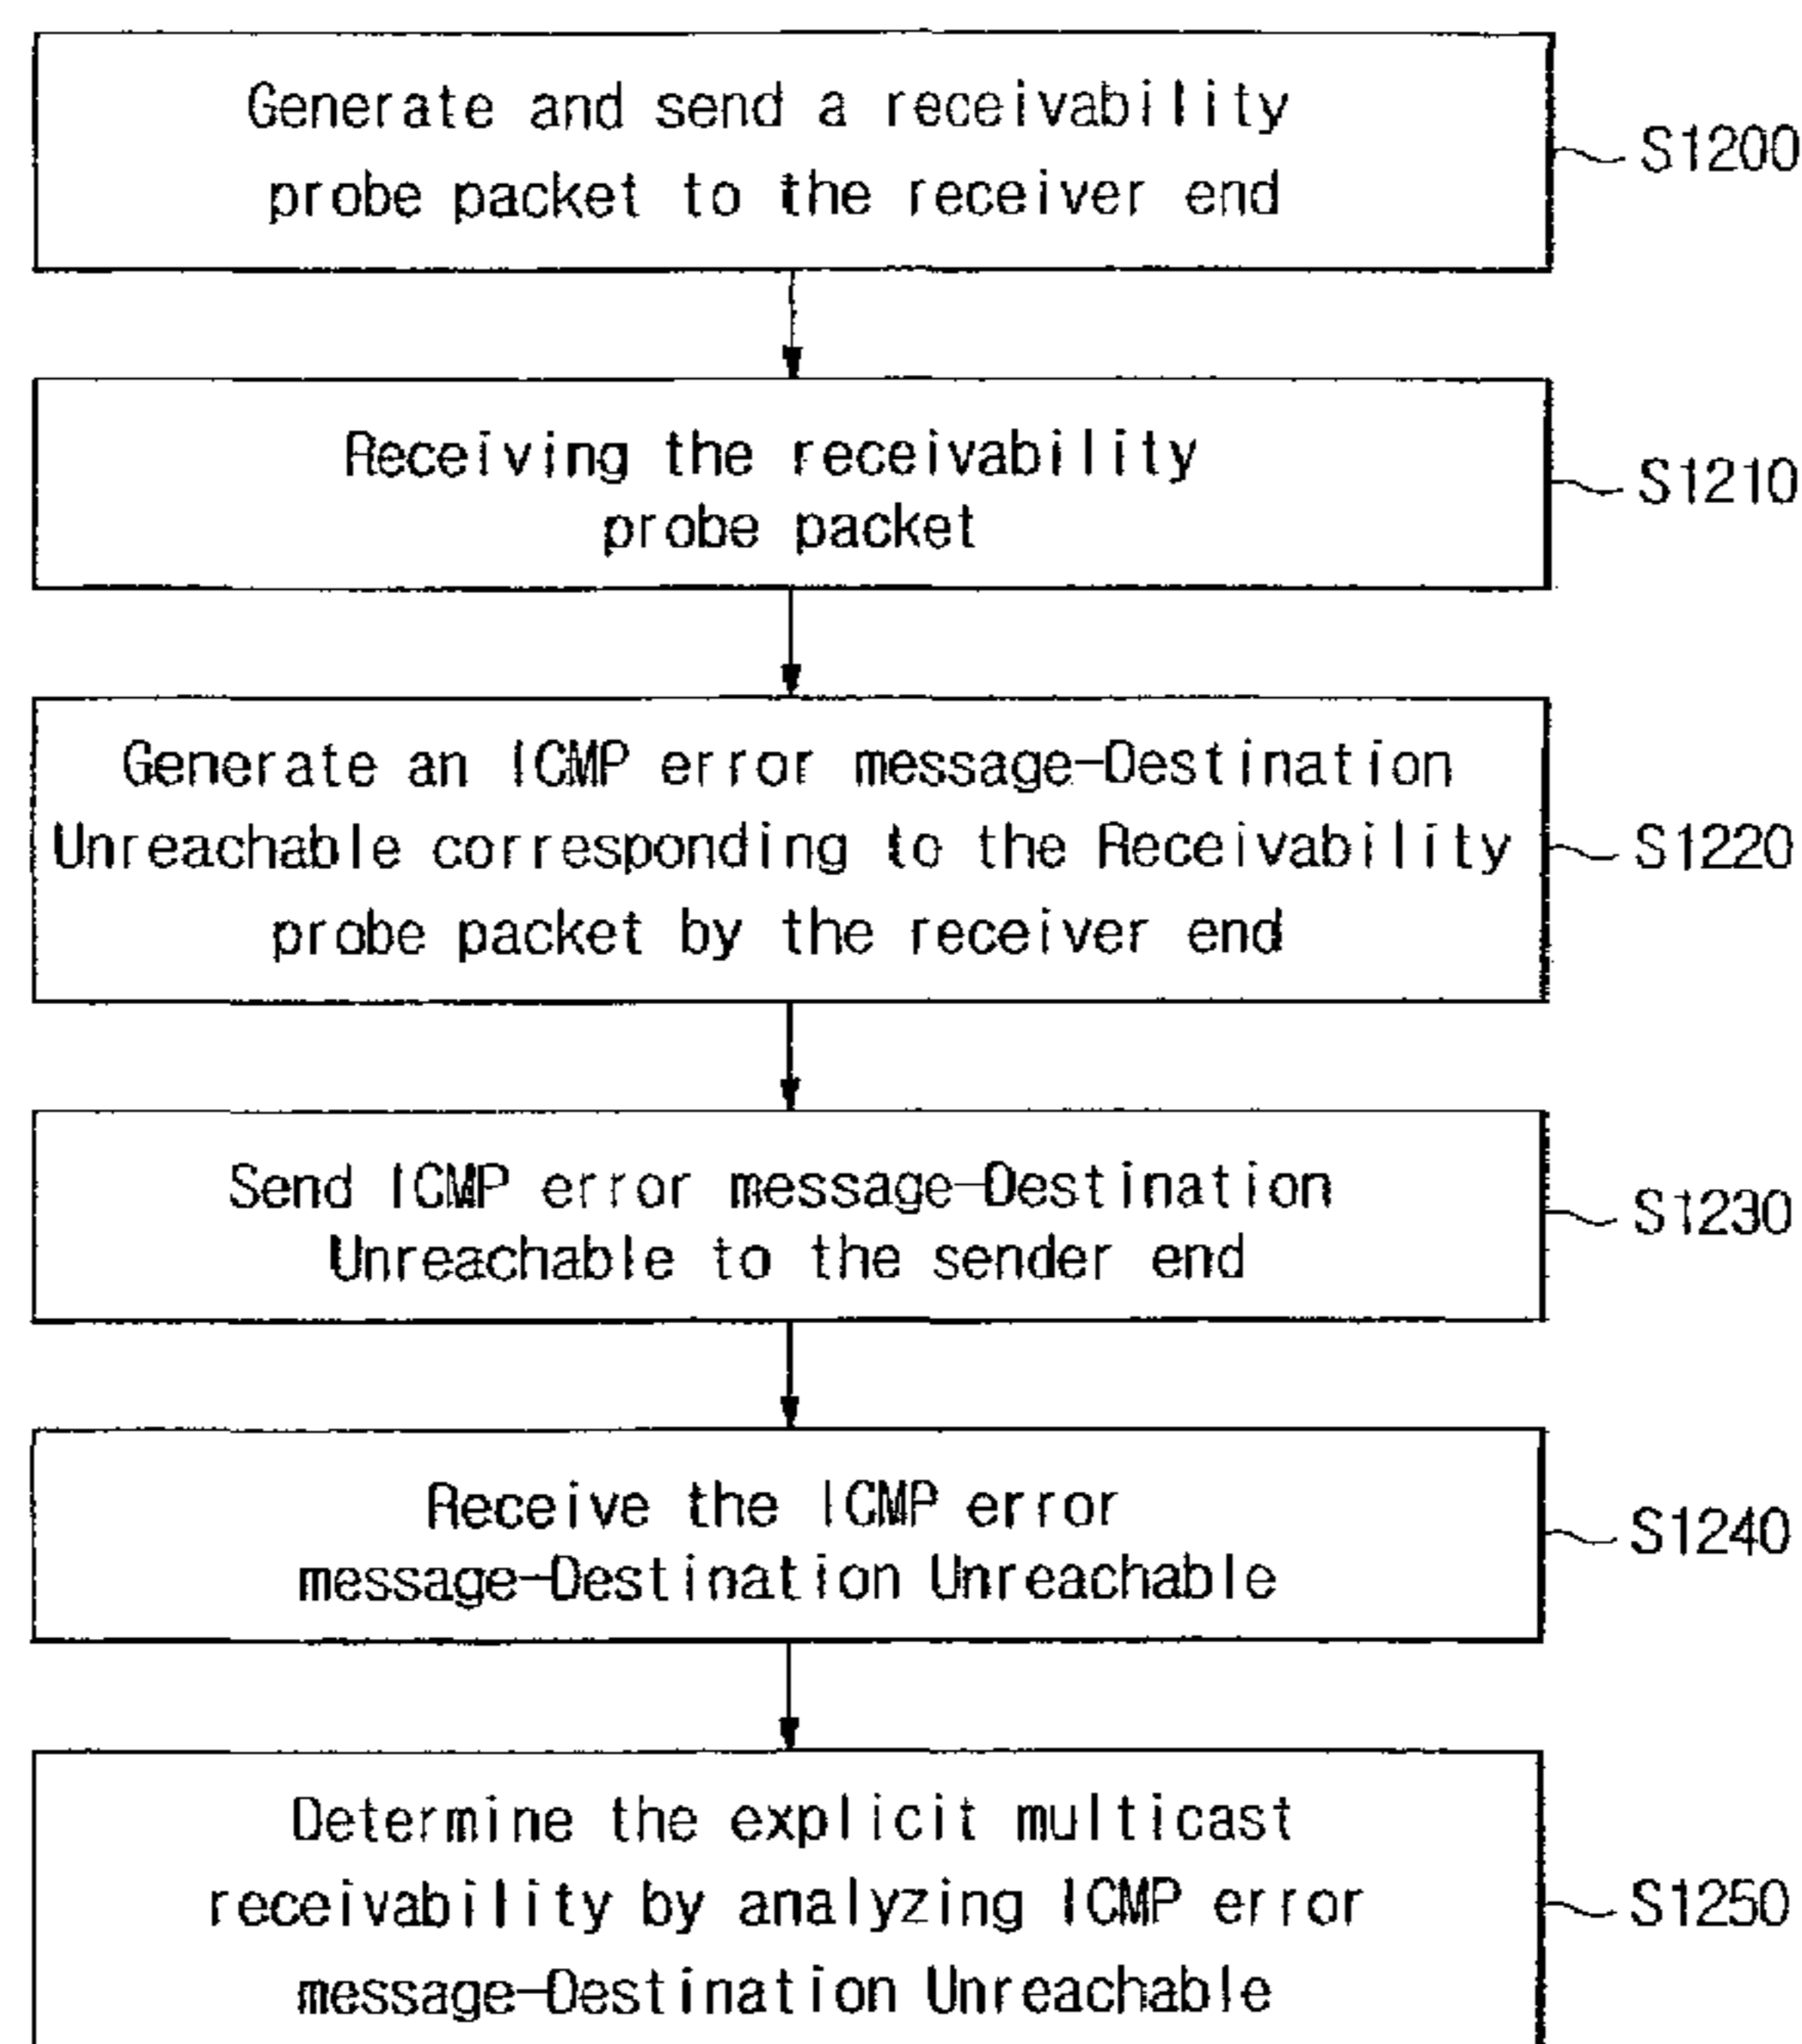 Generate and send a receivability
probe packet to the receiver end
S1200
Receiving the receivability
probe packet
S1210
Generate an ICMP error message-Destination
Unreachable corresponding to the Receivability
probe packet by the receiver end
S1220
Send ICMP error message-Destination
Unreachable to the sender end
S1230
Receive the ICMP error
message-Destination Unreachable
S1240
Determine the explicit multicast
receivability by analyzing ICMP error
message-Destination Unreachable
S1250